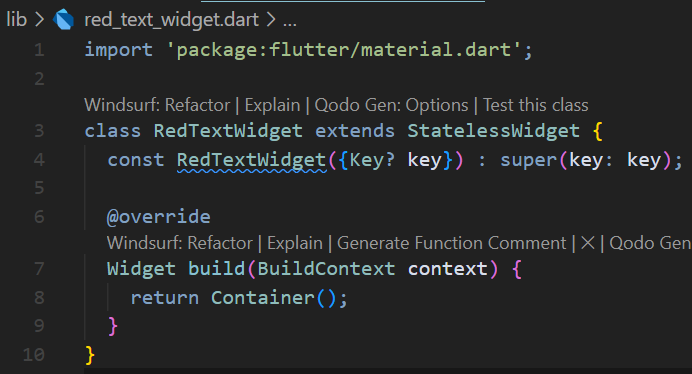 lib > red_text_widget.dart > ...
1 import 'package:flutter/material.dart';
2
Windsurf: Refactor | Explain | Qodo Gen: Options | Test this class
3 class RedTextWidget extends StatelessWidget {
4 const RedTextWidget({Key? key}) : super(key: key);
5
6 @override
Windsurf: Refactor | Explain | Generate Function Comment | × | Qodo Gen
7 Widget build(BuildContext context) {
8 return Container();
9 }
10 }